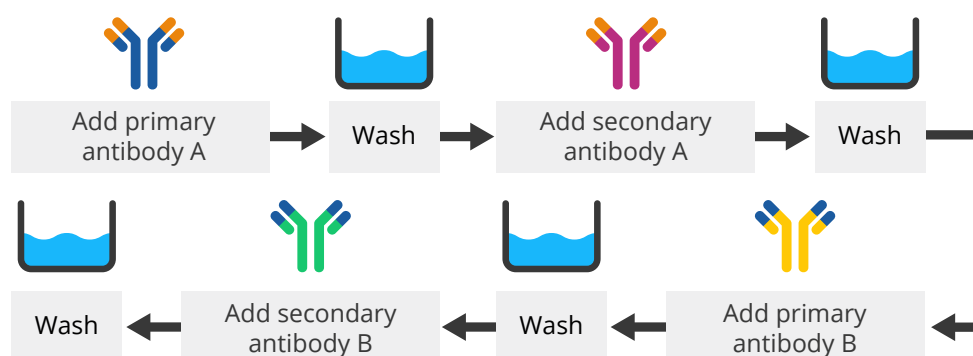 Add primary
antibody A
Wash
Add secondary
antibody A
Wash
Add primary
antibody B
Wash
Add secondary
antibody B
Wash